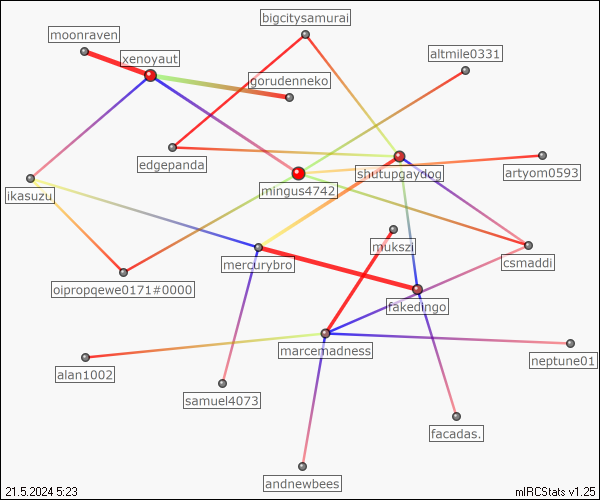 bigcitysamurai
moonraven
altmile0331
xenoyaut
gorudenneko
edgepanda
shutupgaydog
artyom0593
mingus4742
ikasuzu
mukszi
mercurybro
csmaddi
oipropqewe0171#0000
fakedingo
marcemadness
neptune01
alan1002
samuel4073
facadas.
andnewbees
21.5.2024 5:23
mIRCStats v1.25